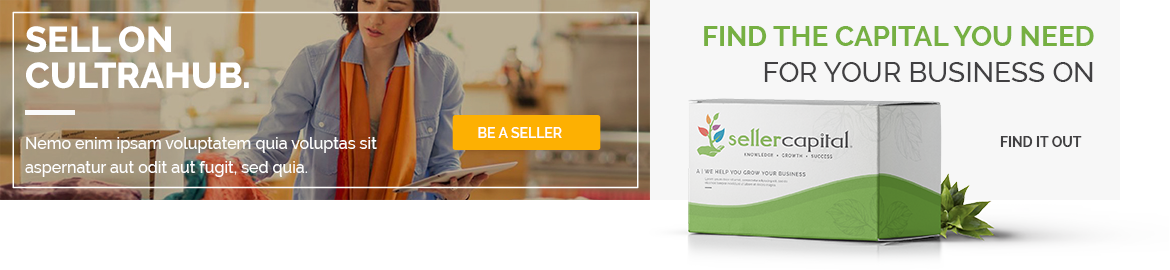 SELL ON
CULTRAHUB.
Nemo enim ipsam voluptatem quia voluptas sit
aspernatur aut odit aut fugit, sed quia.
BE A SELLER
FIND THE CAPITAL YOU NEED
FOR YOUR BUSINESS ON
sellercapital
KNOWLEDGE • GROWTH • SUCCESS
WE HELP YOU GROW YOUR BUSINESS
FIND IT OUT